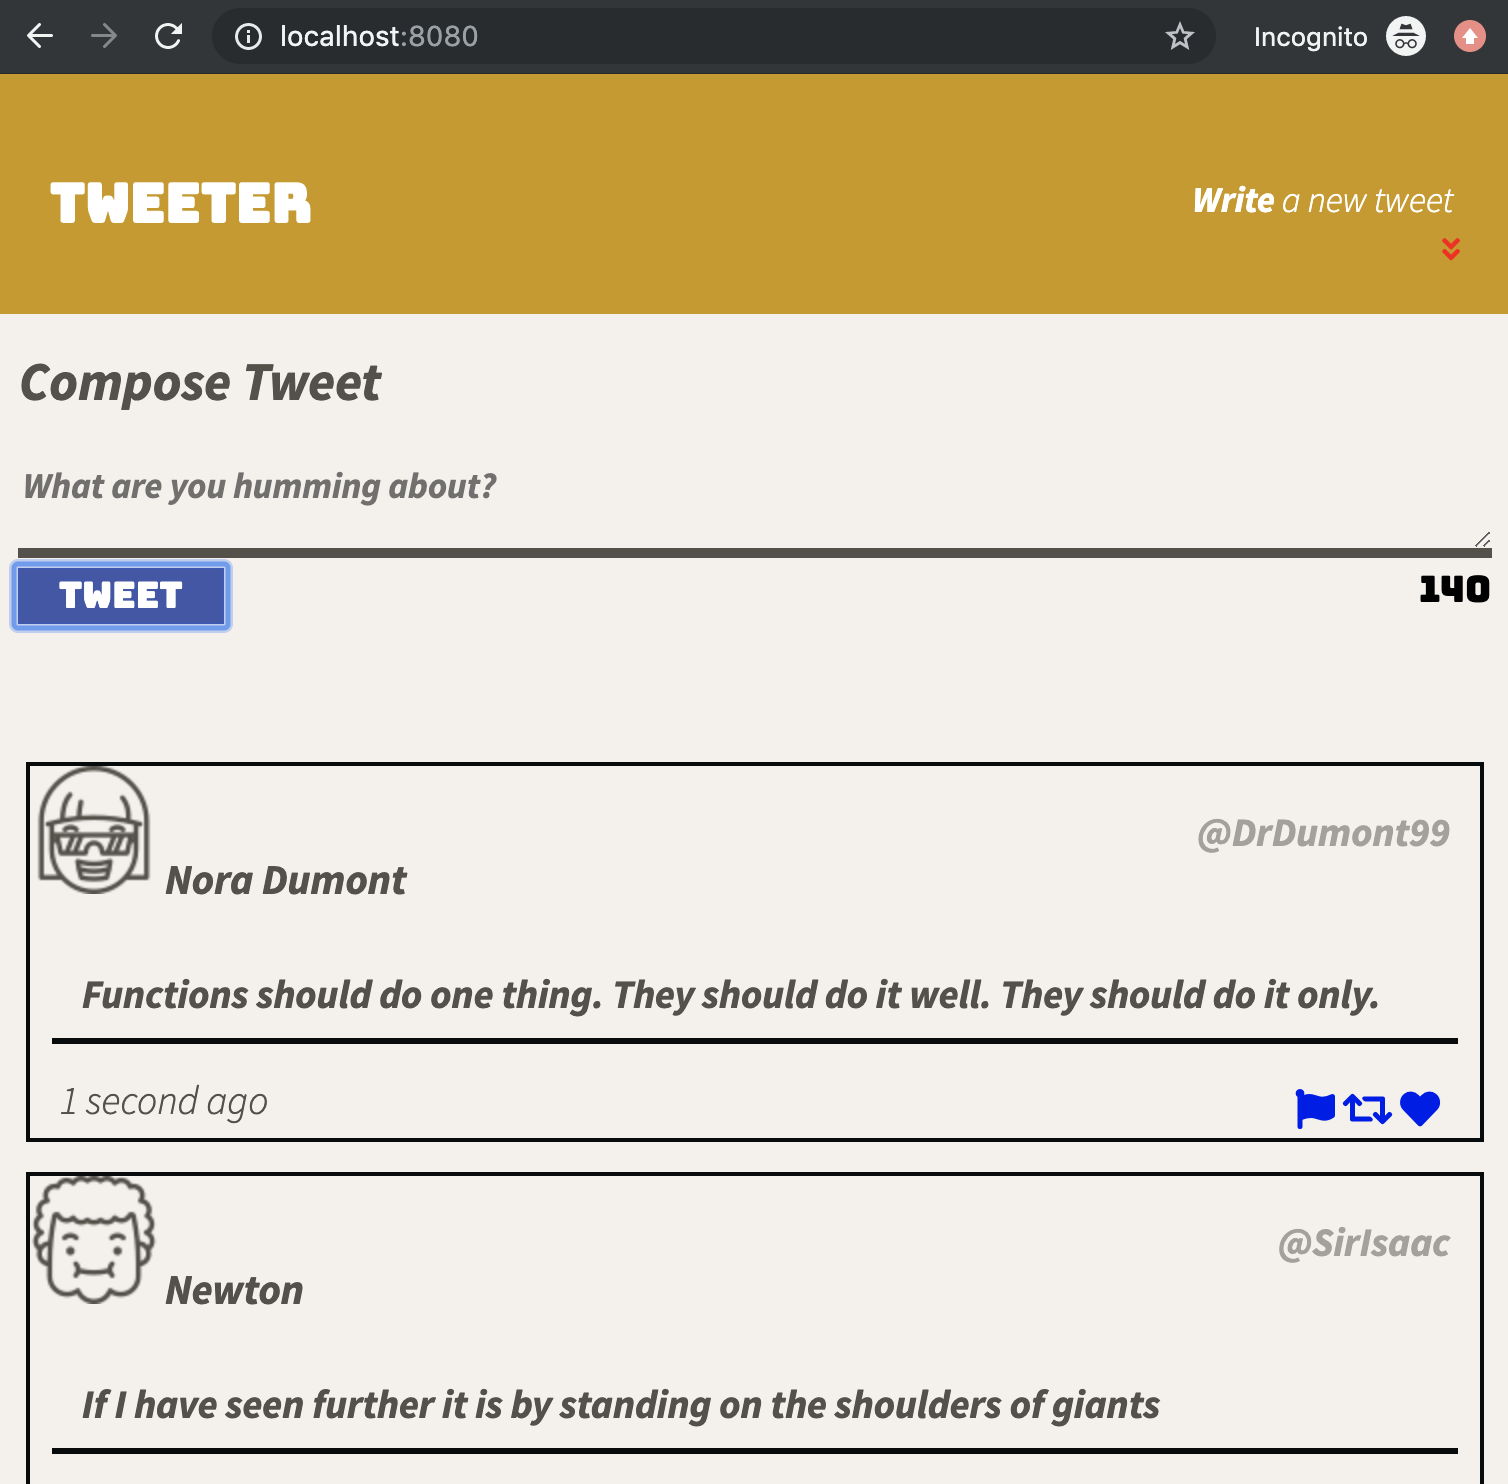 localhost:8080
Incognito
TWEETER
Write a new tweet
Compose Tweet
What are you humming about?
TWEET
140
@DrDumont99
Nora Dumont
Functions should do one thing. They should do it well. They should do it only.
1 second ago
@SirIsaac
Newton
If I have seen further it is by standing on the shoulders of giants